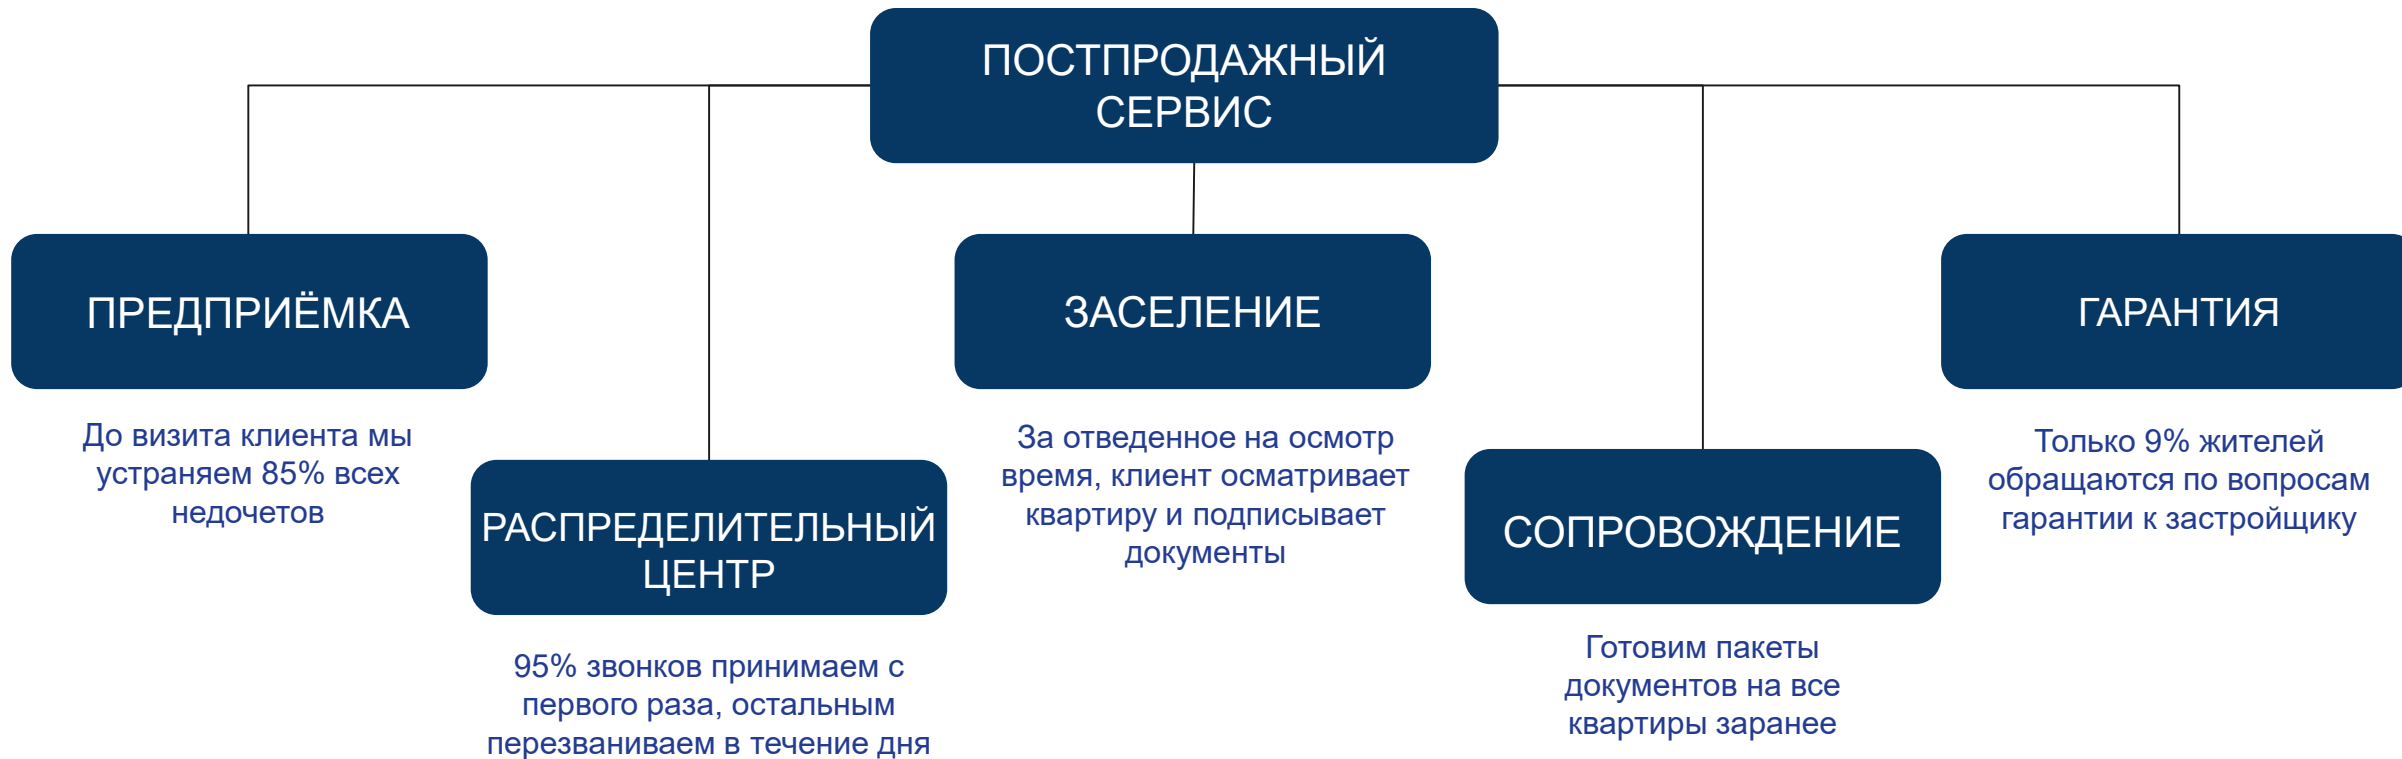 ПОСТПРОДАЖНЫЙ
СЕРВИС
ПРЕДПРИЁМКА
До визита клиента мы
устраняем 85% всех
недочетов
РАСПРЕДЕЛИТЕЛЬНЫЙ
ЦЕНТР
95% звонков принимаем с
первого раза, остальным
перезваниваем в течение дня
ЗАСЕЛЕНИЕ
За отведенное на осмотр
время, клиент осматривает
квартиру и подписывает
документы
СОПРОВОЖДЕНИЕ
Готовим пакеты
документов на все
квартиры заранее
ГАРАНТИЯ
Только 9% жителей
обращаются по вопросам
гарантии к застройщику